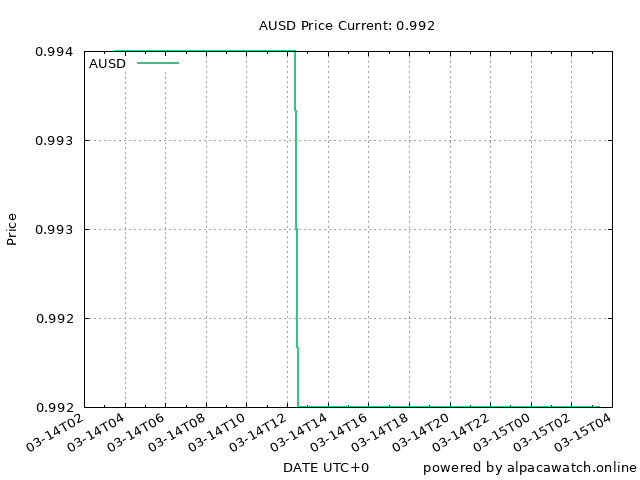 AUSD Price Current: 0.992
0.994
AUSD
0.993
0.993
0.992
0.992
Price
03-14T02
03-14T04
03-14T06
03-14T08
03-14T10
03-14T12
03-14T14
03-14T16
03-14T18
03-14T20
03-14T22
03-15T00
03-15T02
03-15T04
DATE UTC+0
powered by alpacawatch.online